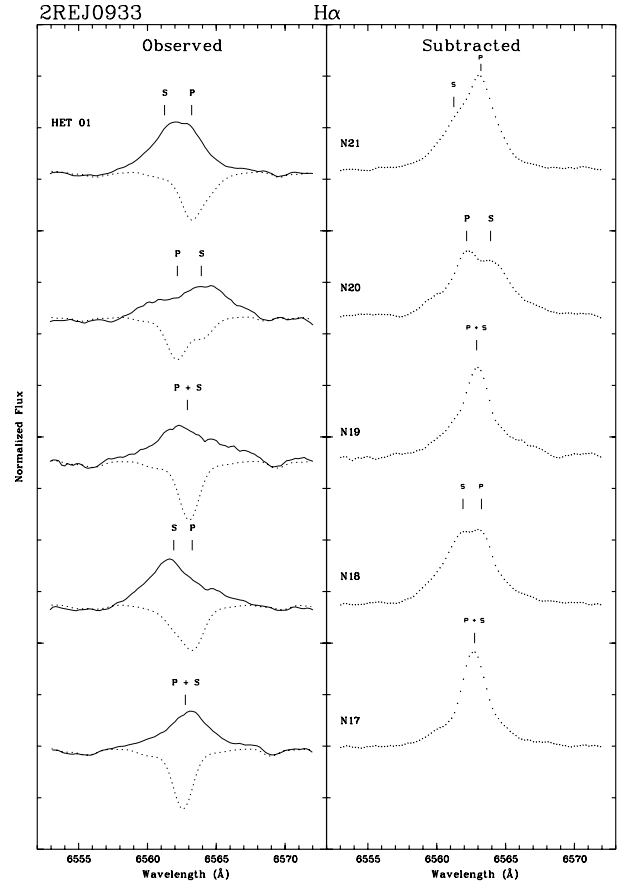 2REJ0933 Hα
Observed
Subtracted
Normalized Flux
HET 01
S P
P S
P + S
S P
P + S
P
S
N21
P S
N20
P + S
N19
S P
N18
P + S
N17
6555 6560 6565 6570
Wavelength (Å)
6555 6560 6565 6570
Wavelength (Å)